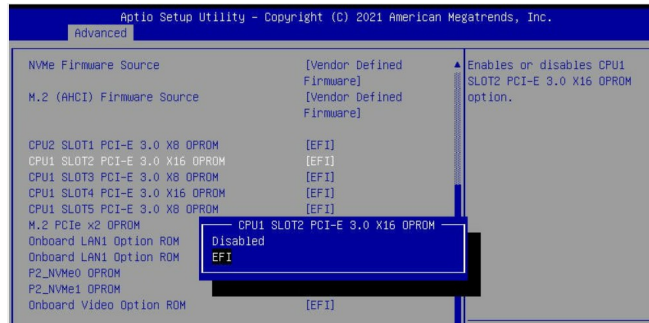 Aptio Setup Utility – Copyright (C) 2021 American Megatrends, Inc.
Advanced
NVMe Firmware Source [Vendor Defined Firmware]
M.2 (AHCI) Firmware Source [Vendor Defined Firmware]
CPU2 SLOT1 PCI-E 3.0 X8 OPROM [EFI]
CPU1 SLOT2 PCI-E 3.0 X16 OPROM [EFI]
CPU1 SLOT3 PCI-E 3.0 X8 OPROM [EFI]
CPU1 SLOT4 PCI-E 3.0 X16 OPROM [EFI]
CPU1 SLOT5 PCI-E 3.0 X8 OPROM [EFI]
M.2 PCIe x2 OPROM
Onboard LAN1 Option ROM
Onboard LAN1 Option ROM
P2_NVMe0 OPROM
P2_NVMe1 OPROM
Onboard Video Option ROM [EFI]
CPU1 SLOT2 PCI-E 3.0 X16 OPROM
Disabled
EFI
Enables or disables CPU1
SLOT2 PCI-E 3.0 X16 OPROM
option.